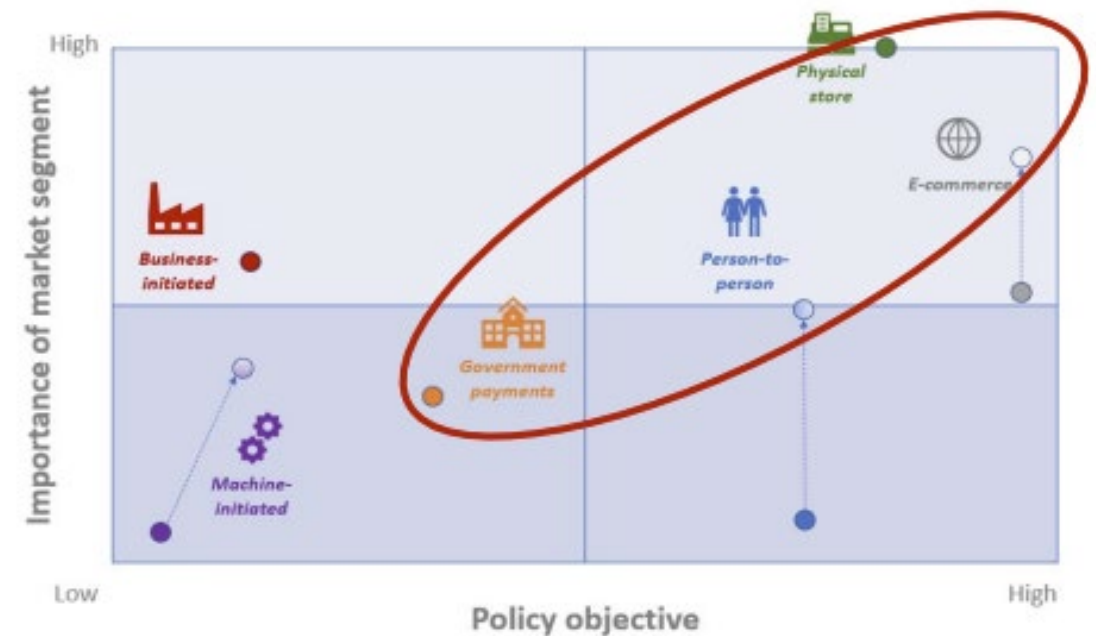 High
Importance of market segment
Physical
store
E-commerce
Business-
initiated
Person-to-
person
Government
payments
Machine-
initiated
Low
High
Policy objective